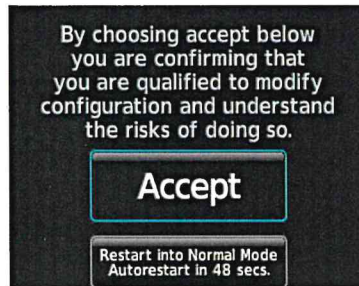 By choosing accept below
you are confirming that
you are qualified to modify
configuration and understand
the risks of doing so.
Accept
Restart into Normal Mode
Autorestart in 48 secs.